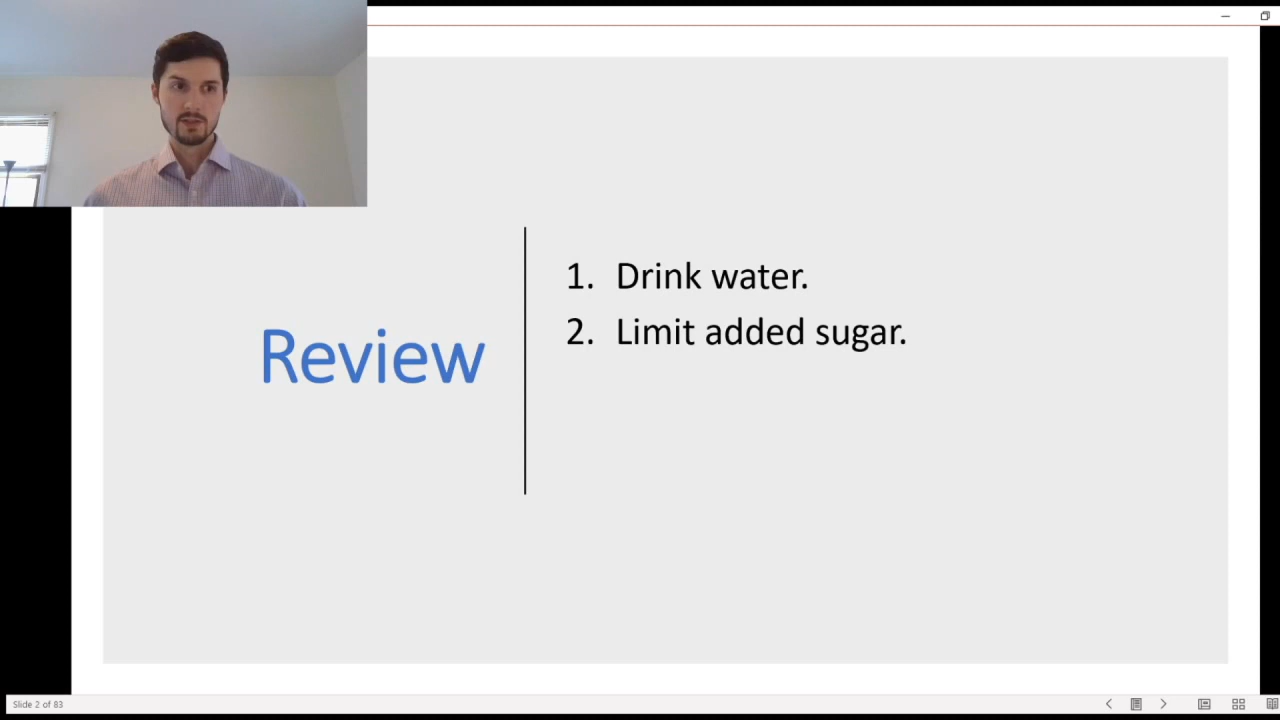 Review
1. Drink water.
2. Limit added sugar.
Slide 2 of 83